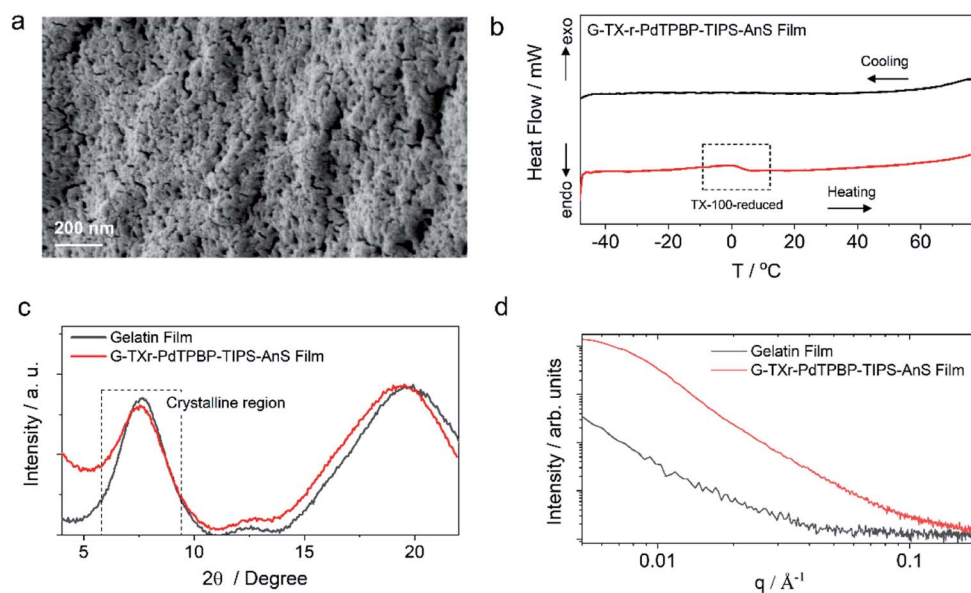 a
200 nm
b
G-TX-r-PdTPBP-TIPS-AnS Film
Heat Flow / mW
exo
endo
Cooling
TX-100-reduced
Heating
-40 -20 0 20 40 60
T / °C
c
Gelatin Film
G-TXr-PdTPBP-TIPS-AnS Film
Crystalline region
Intensity / a. u.
5 10 15 20
2θ / Degree
d
Gelatin Film
G-TXr-PdTPBP-TIPS-AnS Film
Intensity / arb. units
0.01 0.1
q / Å⁻¹